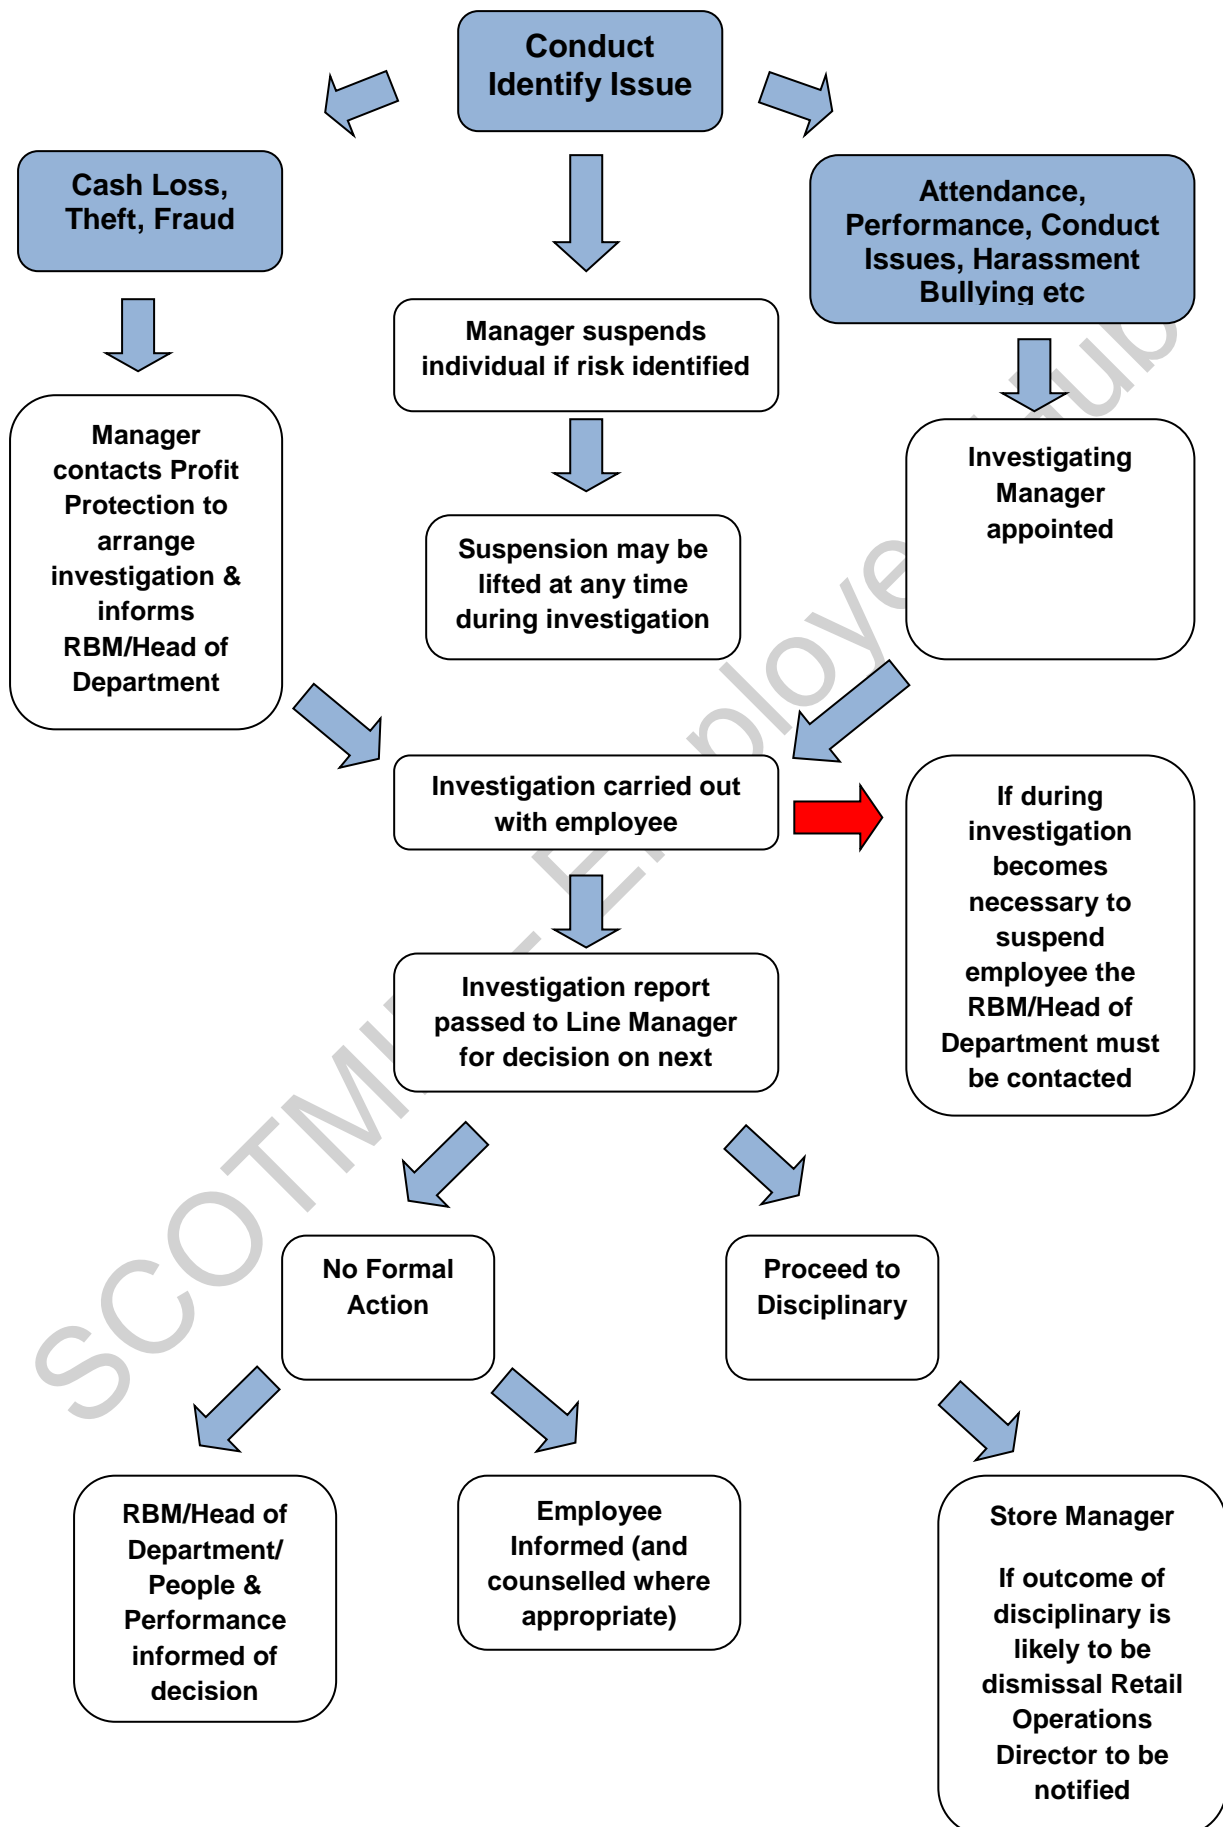 Conduct
Identify Issue
Cash Loss,
Theft, Fraud
Attendance,
Performance, Conduct
Issues, Harassment
Bullying etc
Manager suspends
individual if risk identified
Manager
contacts Profit
Protection to
arrange
investigation &
informs
RBM/Head of
Department
Suspension may be
lifted at any time
during investigation
Investigating
Manager
appointed
Investigation carried out
with employee
If during
investigation
becomes
necessary to
suspend
employee the
RBM/Head of
Department must
be contacted
Investigation report
passed to Line Manager
for decision on next
No Formal
Action
Proceed to
Disciplinary
RBM/Head of
Department/
People &
Performance
informed of
decision
Employee
Informed (and
counselled where
appropriate)
Store Manager
If outcome of
disciplinary is
likely to be
dismissal Retail
Operations
Director to be
notified